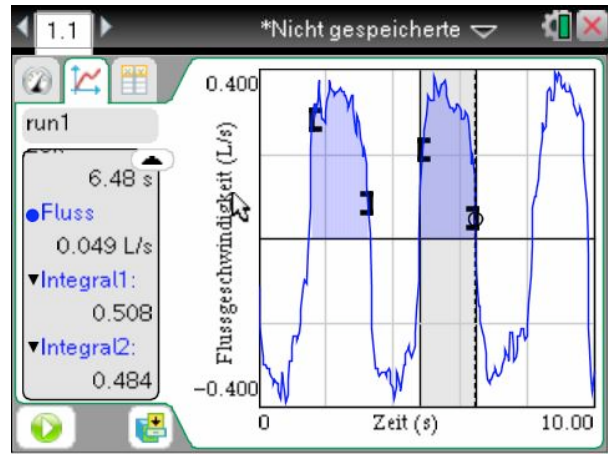 1.1
*Nicht gespeicherte
run1
6.48 s
Fluss
0.049 L/s
Integral1:
0.508
Integral2:
0.484
0.400
Flussgeschwindigkeit (L/s)
-0.400
0
Zeit (s)
10.00